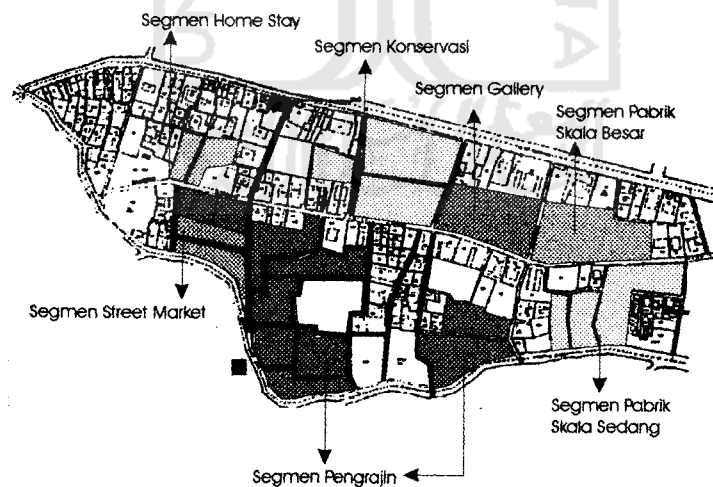 Segmen Home Stay
Segmen Konservasi
Segmen Gallery
Segmen Pabrik
Skala Besar
Segmen Street Market
Segmen Pabrik
Skala Sedang
Segmen Pengrajin